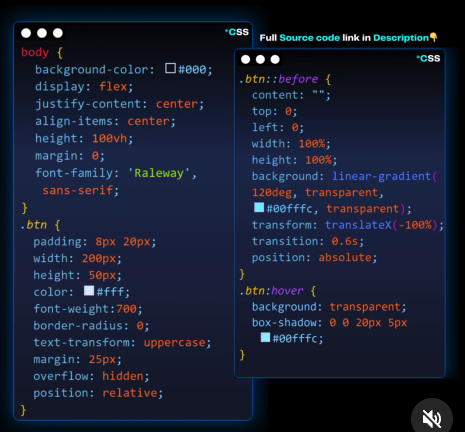 *CSS
body {
background-color: #000;
display: flex;
justify-content: center;
align-items: center;
height: 100vh;
margin: 0;
font-family: 'Raleway',
sans-serif;
}
.btn {
padding: 8px 20px;
width: 200px;
height: 50px;
color: #fff;
font-weight:700;
border-radius: 0;
text-transform: uppercase;
margin: 25px;
overflow: hidden;
position: relative;
}
Full Source code link in Description👇
*CSS
.btn::before {
content: "";
top: 0;
left: 0;
width: 100%;
height: 100%;
background: linear-gradient(
120deg, transparent,
#00fffc, transparent);
transform: translateX(-100%);
transition: 0.6s;
position: absolute;
}
.btn:hover {
background: transparent;
box-shadow: 0 0 20px 5px
#00fffc;
}